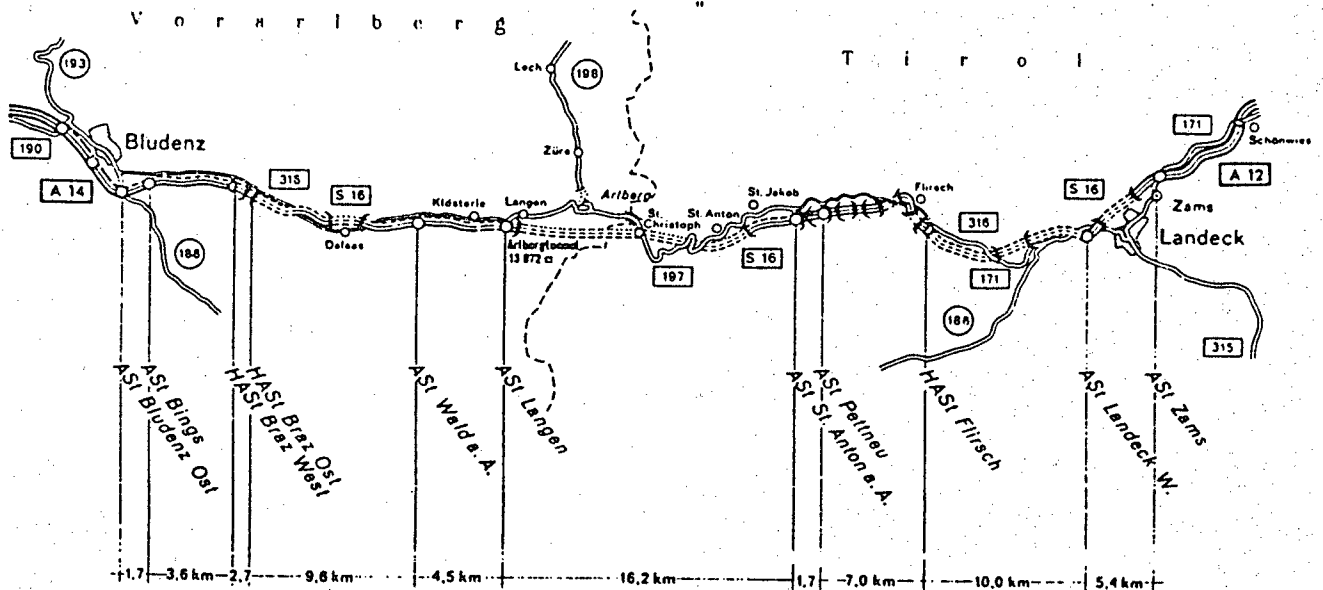 Vorarlberg
Tirol
193
Lech
198
171
Schönwies
190
Bludenz
Zürs
A 14
315
S 16
Klösterle
Langen
Arlberg
St. Jakob
Flirsch
S 16
A 12
Zams
Dalaas
St. Christoph
St. Anton
316
Landeck
Arlbergtunnel
13 972 m
188
197
S 16
171
186
315
ASt Bludenz Ost
ASt Bings
HASt Braz West
HASt Braz Ost
ASt Wald a. A.
ASt Langen
ASt St. Anton a. A.
ASt Pettneu
HASt Flirsch
ASt Landeck W.
ASt Zams
1,7 3,6 km 2,7 9,6 km 4,5 km 16,2 km 1,7 7,0 km 10,0 km 5,4 km